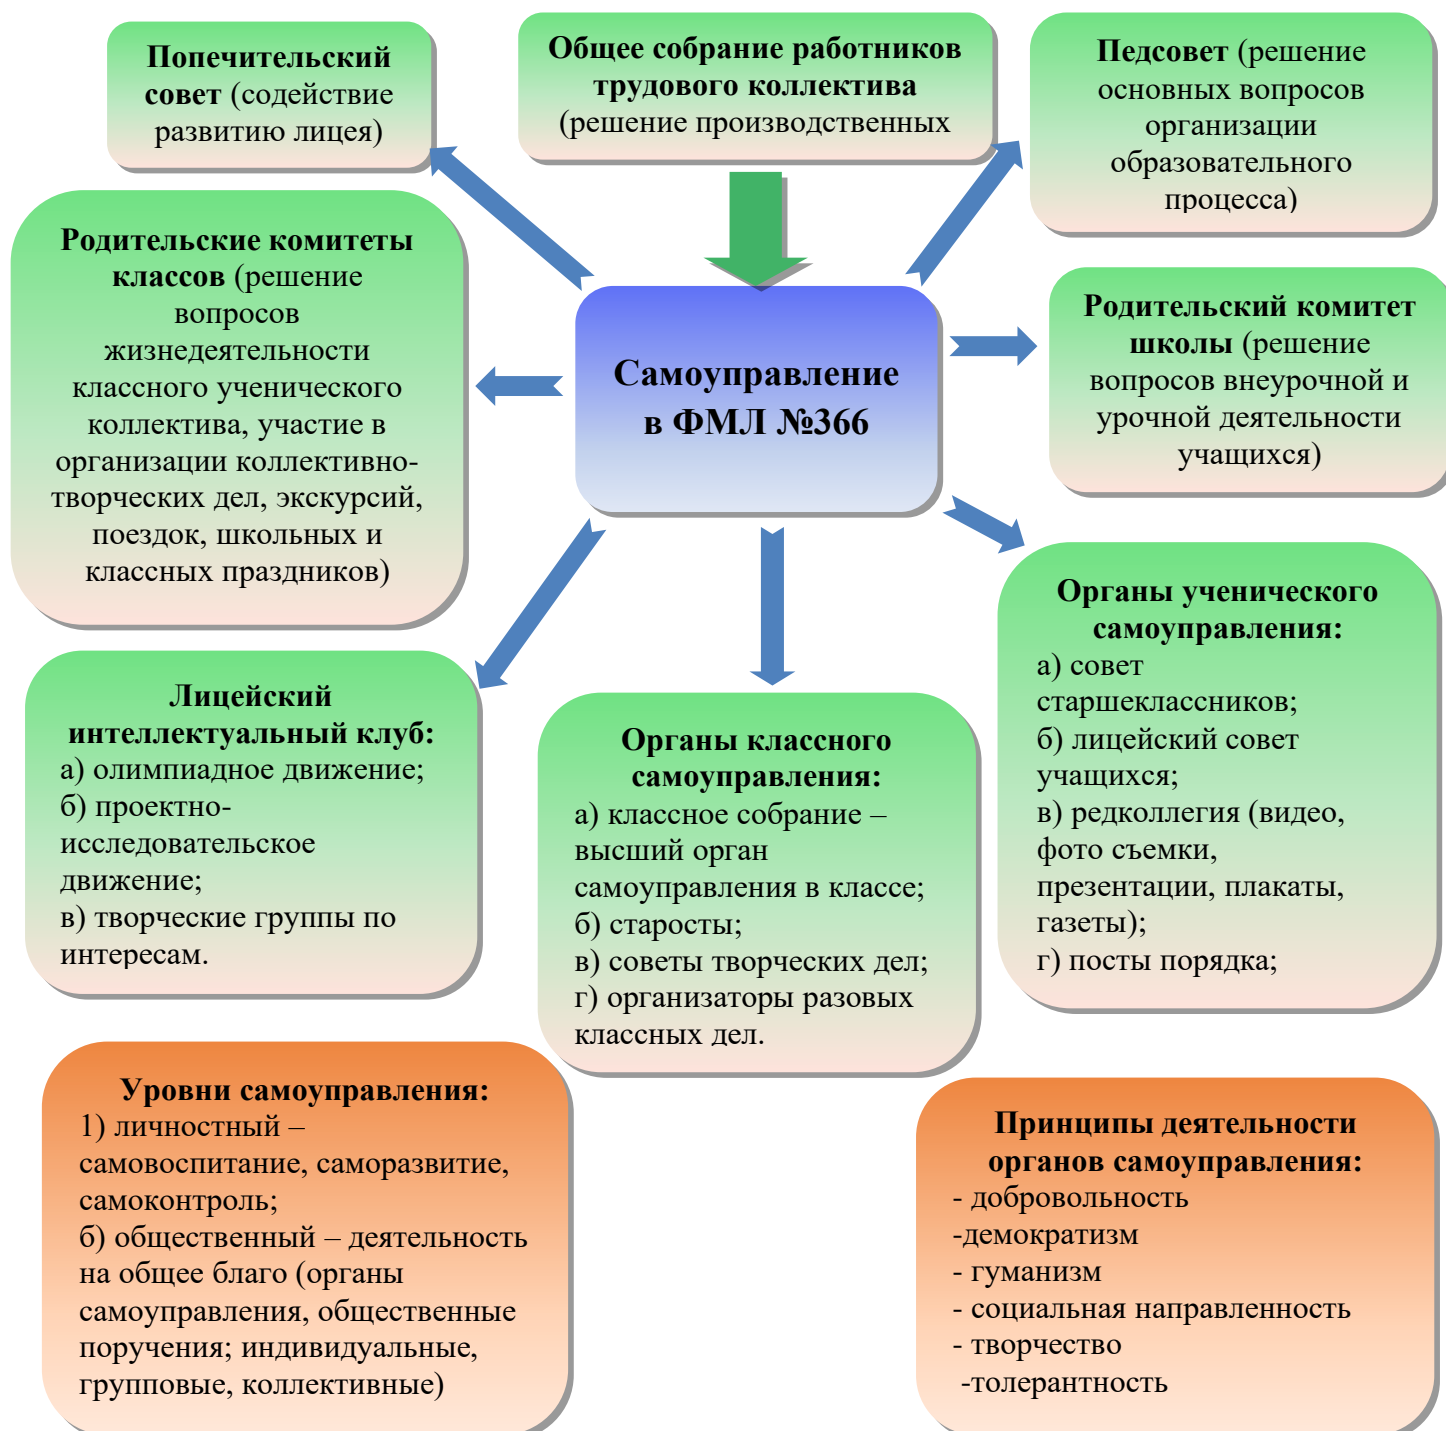 Попечительский
совет (содействие
развитию лицея)
Общее собрание работников
трудового коллектива
(решение производственных
Педсовет (решение
основных вопросов
организации
образовательного
процесса)
Родительские комитеты
классов (решение
вопросов
жизнедеятельности
классного ученического
коллектива, участие в
организации коллективно-
творческих дел, экскурсий,
поездок, школьных и
классных праздников)
Самоуправление
в ФМЛ №366
Родительский комитет
школы (решение
вопросов внеурочной и
урочной деятельности
учащихся)
Лицейский
интеллектуальный клуб:
а) олимпиадное движение;
б) проектно-
исследовательское
движение;
в) творческие группы по
интересам.
Органы классного
самоуправления:
а) классное собрание –
высший орган
самоуправления в классе;
б) старосты;
в) советы творческих дел;
г) организаторы разовых
классных дел.
Органы ученического
самоуправления:
а) совет
старшеклассников;
б) лицейский совет
учащихся;
в) редколлегия (видео,
фото съемки,
презентации, плакаты,
газеты);
г) посты порядка;
Уровни самоуправления:
1) личностный –
самовоспитание, саморазвитие,
самоконтроль;
б) общественный – деятельность
на общее благо (органы
самоуправления, общественные
поручения; индивидуальные,
групповые, коллективные)
Принципы деятельности
органов самоуправления:
- добровольность
-демократизм
- гуманизм
- социальная направленность
- творчество
-толерантность